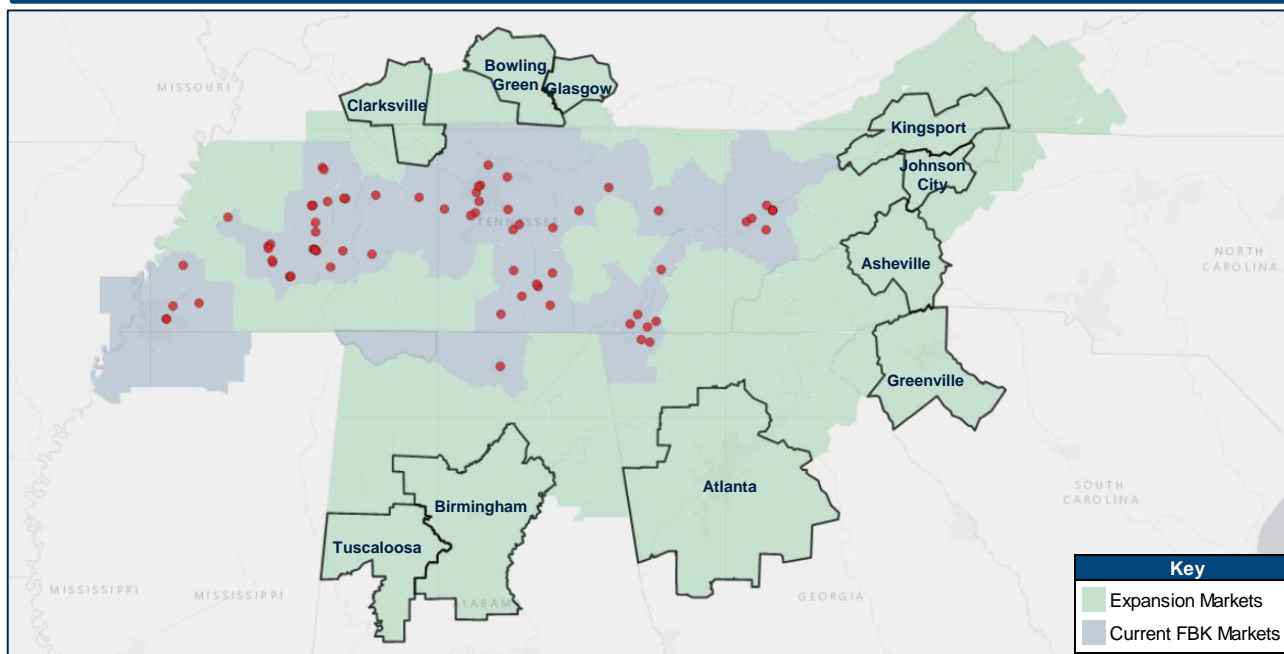 MISSOURI
Clarksville
Bowling
Green
Glasgow
Kingsport
Johnson
City
TENNESSEE
NORTH
CAROLINA
Asheville
Greenville
Atlanta
Birmingham
Tuscaloosa
SOUTH
CAROLINA
MISSISSIPPI
MISSISSIPPI
ALABAMA
GEORGIA
Key
Expansion Markets
Current FBK Markets